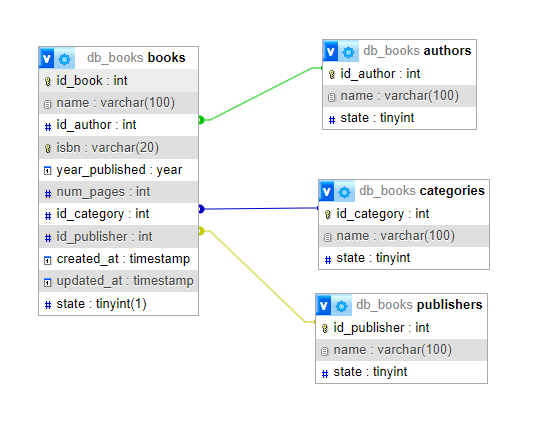 v db_books books
id_book : int
name : varchar(100)
id_author : int
isbn : varchar(20)
year_published : year
num_pages : int
id_category : int
id_publisher : int
created_at : timestamp
updated_at : timestamp
state : tinyint(1)
v db_books authors
id_author : int
name : varchar(100)
state : tinyint
v db_books categories
id_category : int
name : varchar(100)
state : tinyint
v db_books publishers
id_publisher : int
name : varchar(100)
state : tinyint